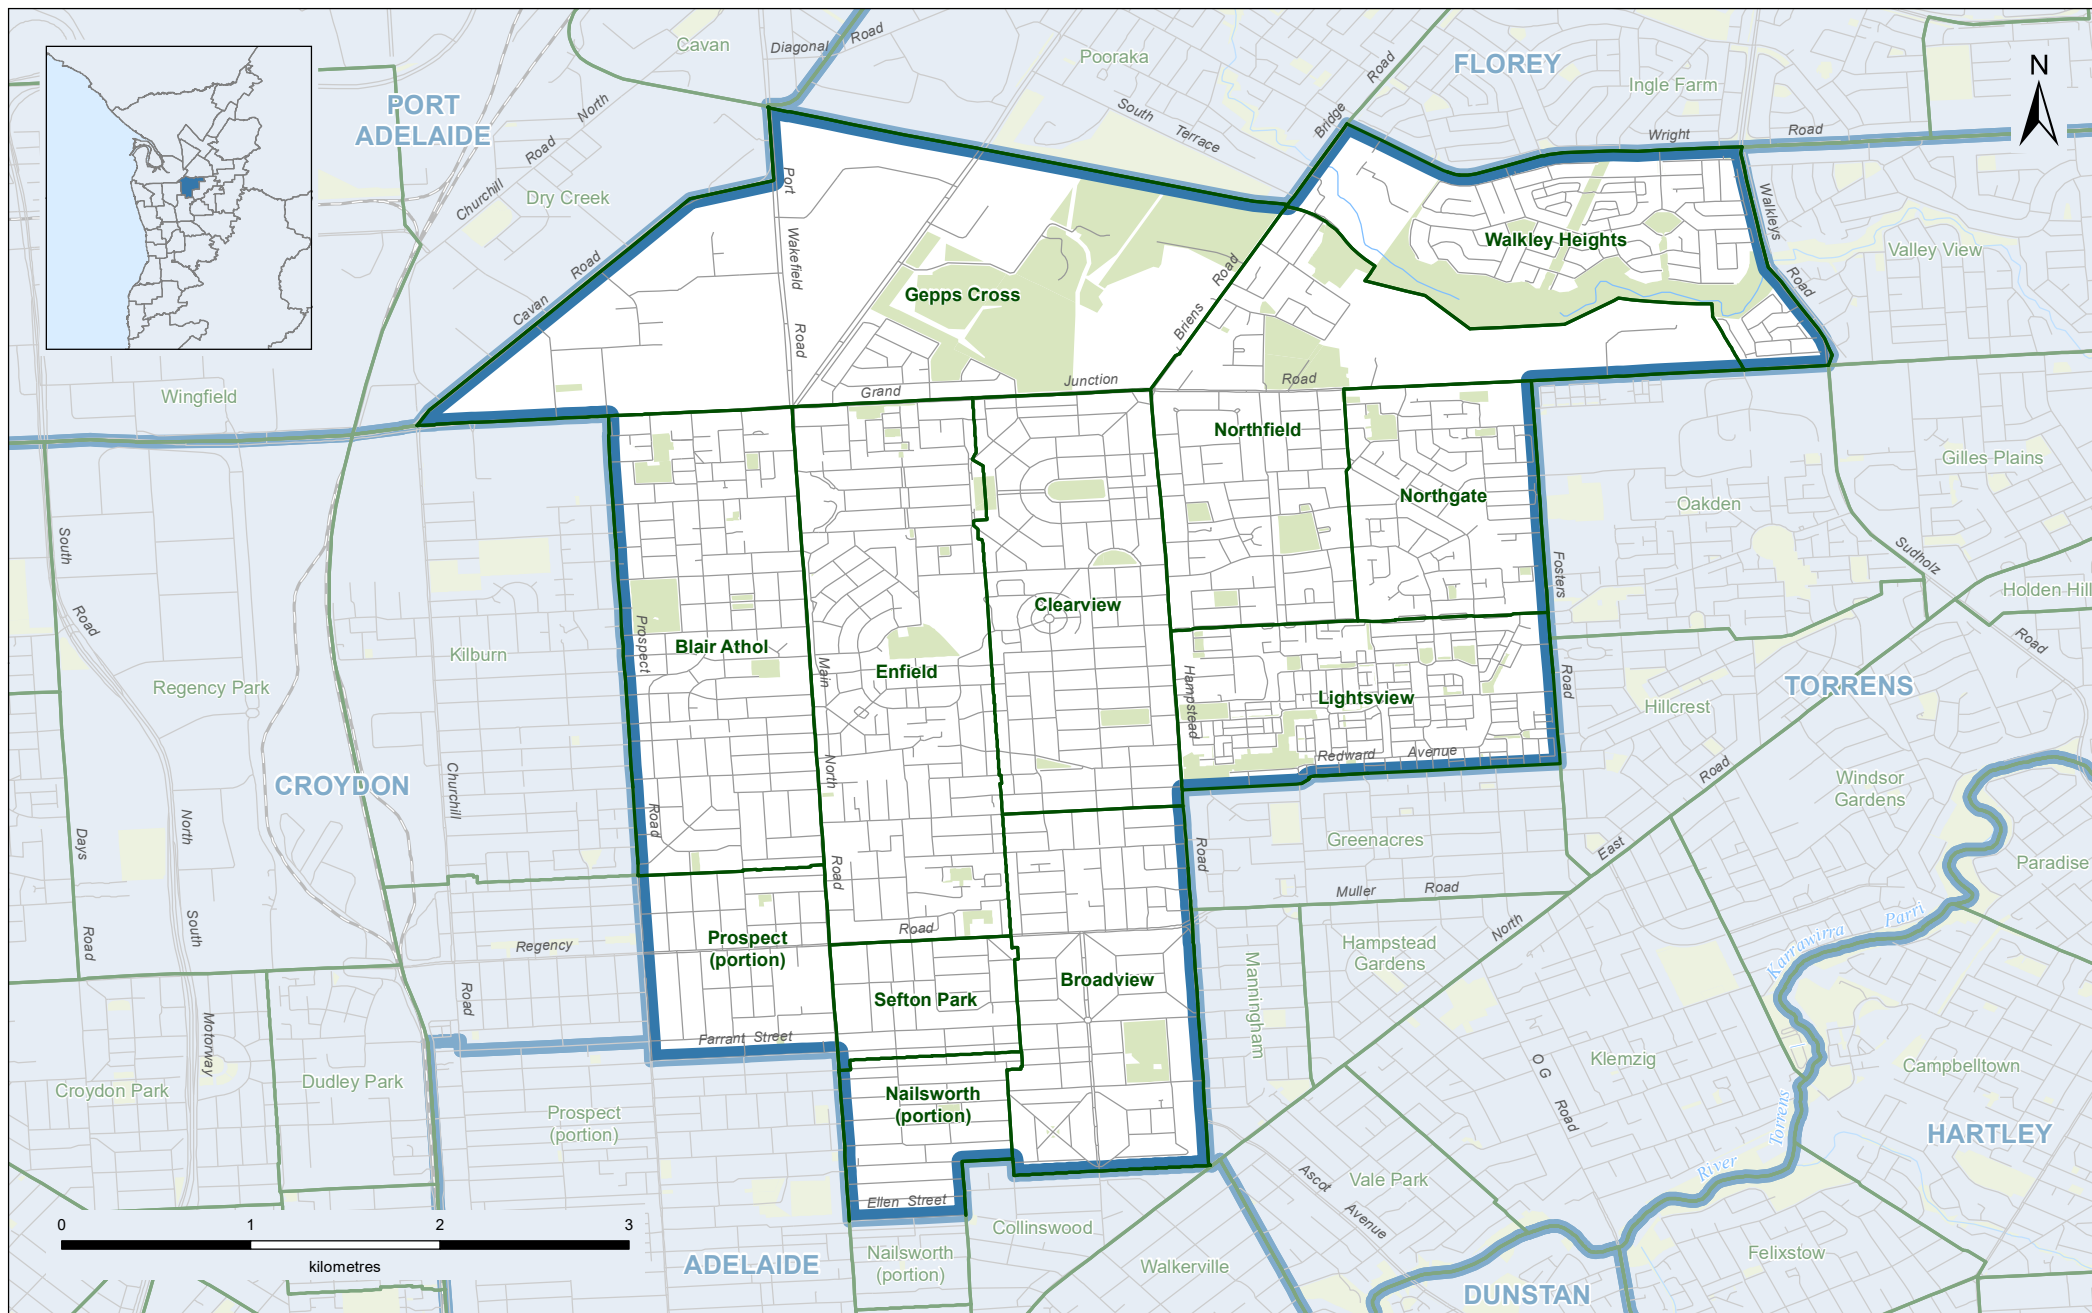 Cavan
Diagonal Road
Pooraka
FLOREY
Ingle Farm
N
PORT
ADELAIDE
Churchill Road North
South Terrace
Bridge Road
Wright Road
Dry Creek
Port Wakefield Road
Walkleys Road
Walkley Heights
Valley View
Cavan Road
Gepps Cross
Briens Road
Wingfield
Grand Junction Road
Northfield
Gilles Plains
Northgate
Oakden
South Road
Sudholz Road
Fosters Road
Holden Hill
Clearview
Prospect Road
Blair Athol
Kilburn
Main North Road
Enfield
Regency Park
Hampstead Road
Lightsview
TORRENS
Hillcrest
Redward Avenue
CROYDON
Churchill Road
North East Road
Windsor
Gardens
Days Road
North South Motorway
Greenacres
Paradise
Muller Road
Karrawirra Parri
Regency Road
Prospect
(portion)
Hampstead
Gardens
Manningham
Broadview
Sefton Park
Farrant Street
Klemzig
O G Road
Campbelltown
Croydon Park
Dudley Park
Prospect
(portion)
Nailsworth
(portion)
River Torrens
HARTLEY
Ascot Avenue
Vale Park
Ellen Street
Collinswood
0 1 2 3
kilometres
ADELAIDE
Nailsworth
(portion)
Walkerville
Felixstow
DUNSTAN